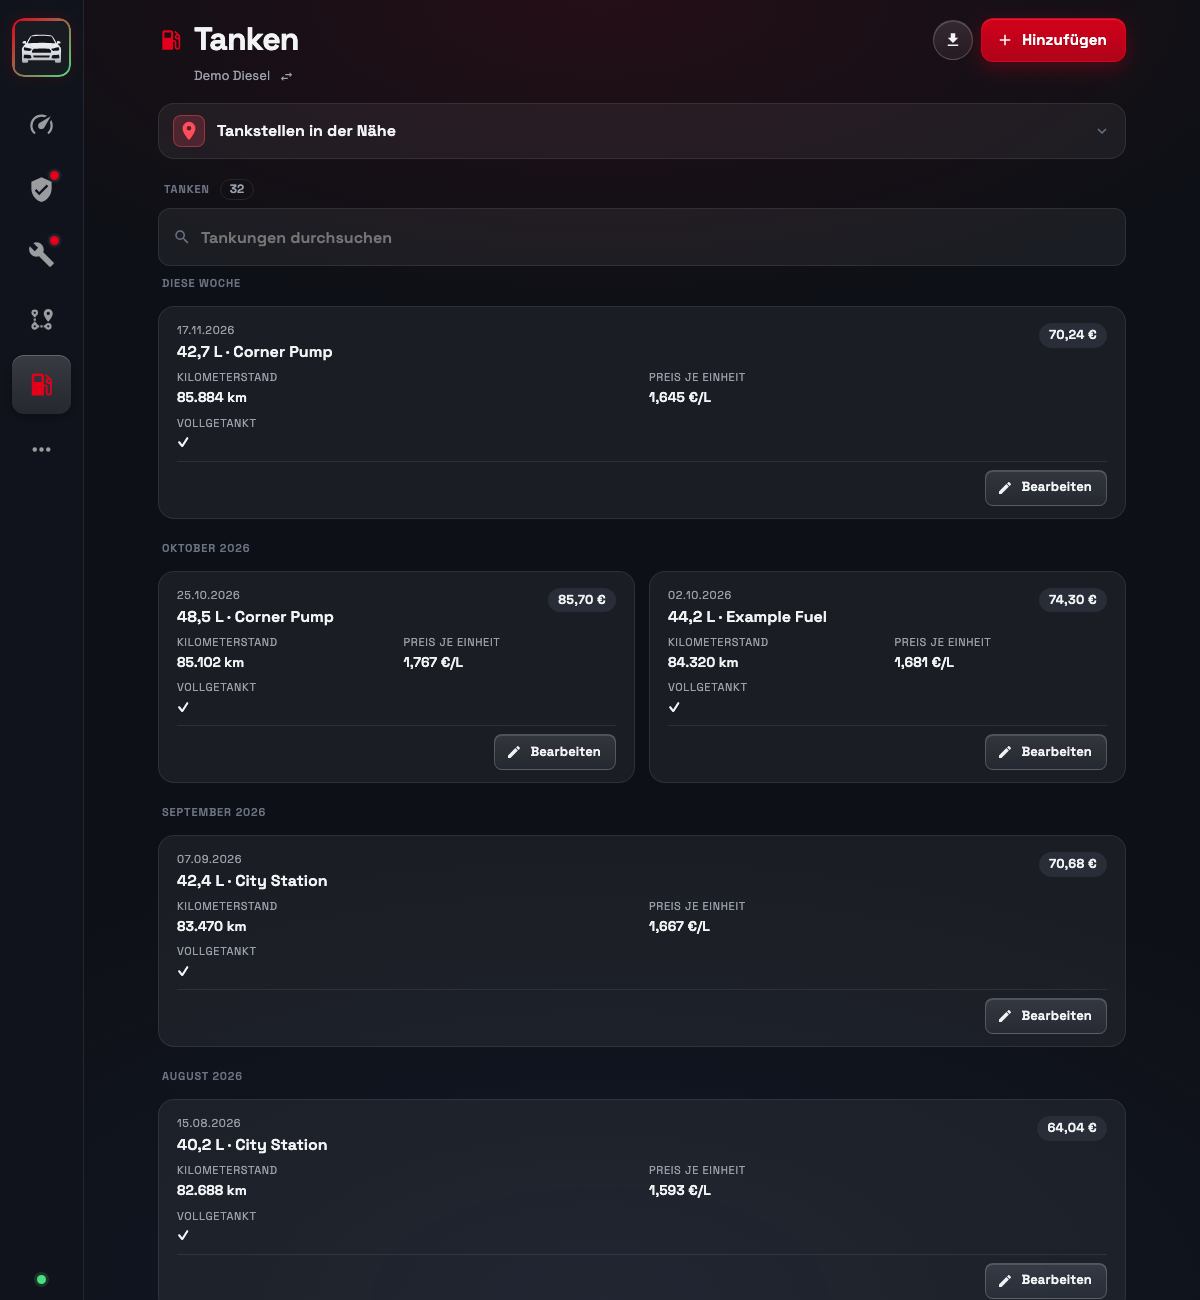 Tanken
Hinzufügen
Demo Diesel
Tankstellen in der Nähe
TANKEN 32
Tankungen durchsuchen
DIESE WOCHE
17.11.2026
70,24 €
42,7 L · Corner Pump
KILOMETERSTAND
PREIS JE EINHEIT
85.884 km
1,645 €/L
VOLLGETANKT
Bearbeiten
OKTOBER 2026
25.10.2026
85,70 €
48,5 L · Corner Pump
KILOMETERSTAND
PREIS JE EINHEIT
85.102 km
1,767 €/L
VOLLGETANKT
Bearbeiten
02.10.2026
74,30 €
44,2 L · Example Fuel
KILOMETERSTAND
PREIS JE EINHEIT
84.320 km
1,681 €/L
VOLLGETANKT
Bearbeiten
SEPTEMBER 2026
07.09.2026
70,68 €
42,4 L · City Station
KILOMETERSTAND
PREIS JE EINHEIT
83.470 km
1,667 €/L
VOLLGETANKT
Bearbeiten
AUGUST 2026
15.08.2026
64,04 €
40,2 L · City Station
KILOMETERSTAND
PREIS JE EINHEIT
82.688 km
1,593 €/L
VOLLGETANKT
Bearbeiten